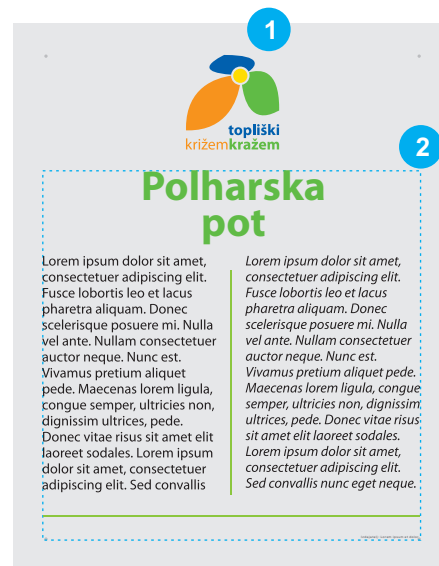 1
topliški
križemkražem
2
Polharska
pot
Lorem ipsum dolor sit amet,
consectetuer adipiscing elit.
Fusce lobortis leo et lacus
pharetra aliquam. Donec
scelerisque posuere mi. Nulla
vel ante. Nullam consectetuer
auctor neque. Nunc est.
Vivamus pretium aliquet
pede. Maecenas lorem ligula,
congue semper, ultricies non,
dignissim ultrices, pede.
Donec vitae risus sit amet elit
laoreet sodales. Lorem ipsum
dolor sit amet, consectetuer
adipiscing elit. Sed convallis
Lorem ipsum dolor sit amet,
consectetuer adipiscing elit.
Fusce lobortis leo et lacus
pharetra aliquam. Donec
scelerisque posuere mi. Nulla
vel ante. Nullam consectetuer
auctor neque. Nunc est.
Vivamus pretium aliquet pede.
Maecenas lorem ligula, congue
semper, ultricies non, dignissim
ultrices, pede. Donec vitae risus
sit amet elit laoreet sodales.
Lorem ipsum dolor sit amet,
consectetuer adipiscing elit.
Sed convallis nunc eget neque.